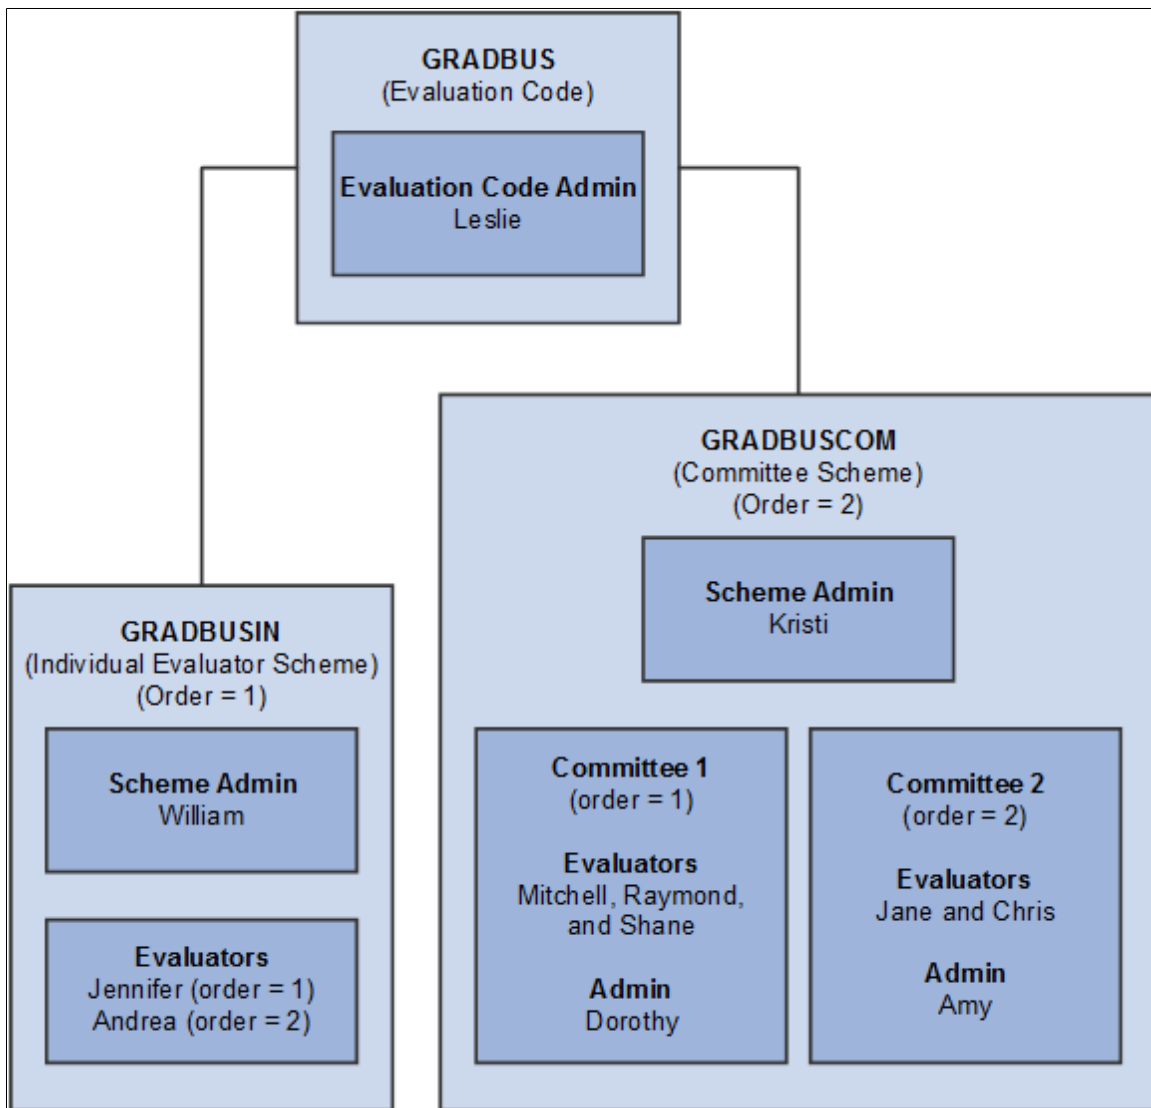 GRADBUS
(Evaluation Code)
Evaluation Code Admin
Leslie
GRADBUSCOM
(Committee Scheme)
(Order = 2)
Scheme Admin
Kristi
GRADBUSIN
(Individual Evaluator Scheme)
(Order = 1)
Scheme Admin
William
Evaluators
Jennifer (order = 1)
Andrea (order = 2)
Committee 1
(order = 1)
Evaluators
Mitchell, Raymond,
and Shane
Admin
Dorothy
Committee 2
(order = 2)
Evaluators
Jane and Chris
Admin
Amy